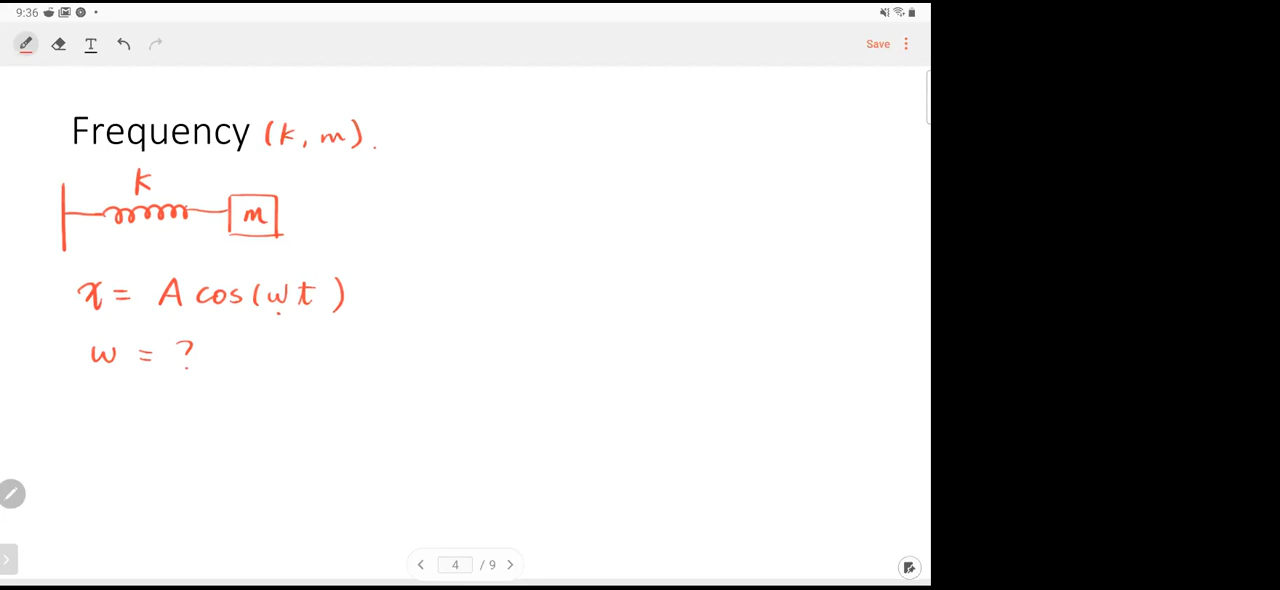 9:36
Save
Frequency (k, m).
k
m
x = A cos(ωt)
ω = ?
4 / 9